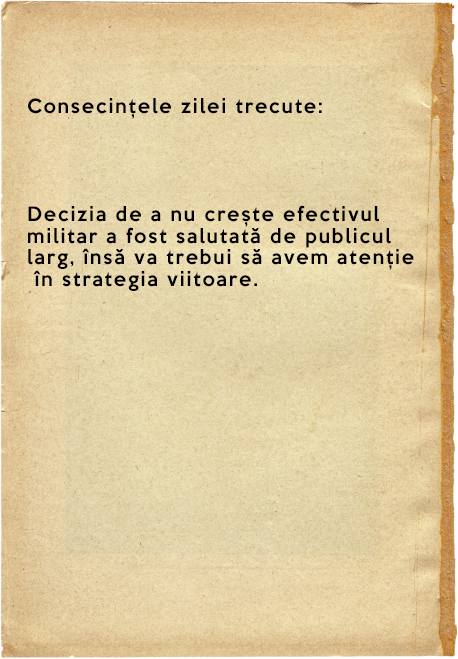 Consecințele zilei trecute:
Decizia de a nu crește efectivul
militar a fost salutată de publicul
larg, însă va trebui să avem atenție
în strategia viitoare.